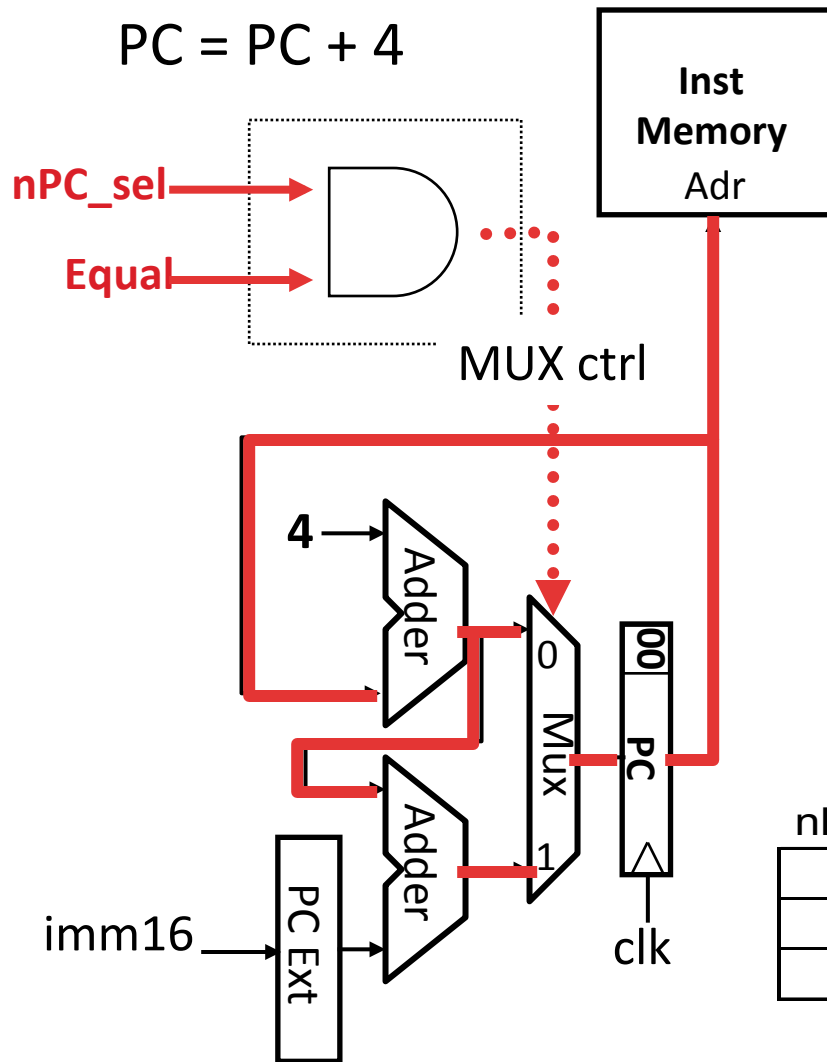 PC = PC + 4
Inst
Memory
Adr
nPC_sel
Equal
MUX ctrl
4
Adder
0
00
Mux
PC
Adder
1
imm16
PC Ext
clk